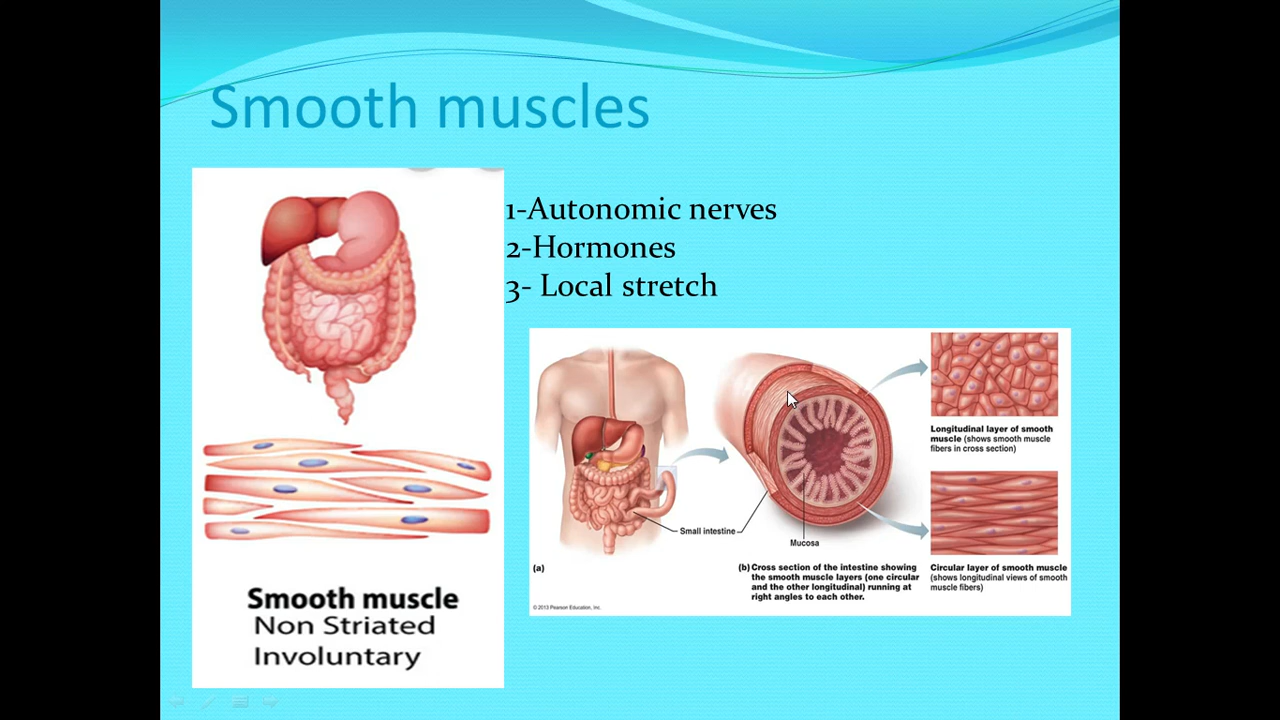 Smooth muscles
1-Autonomic nerves
2-Hormones
3- Local stretch
Smooth muscle
Non Striated
Involuntary
Small intestine
Mucosa
(a)
(b) Cross section of the intestine showing
the smooth muscle layers (one circular
and the other longitudinal) running at
right angles to each other.
Longitudinal layer of smooth
muscle (shows smooth muscle
fibers in cross section)
Circular layer of smooth muscle
(shows longitudinal views of smooth
muscle fibers)
© 2013 Pearson Education, Inc.